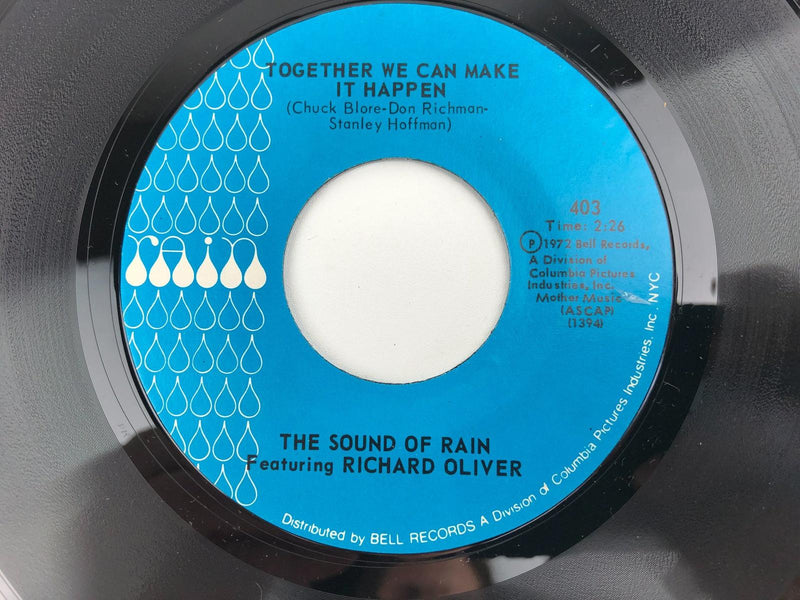 TOGETHER WE CAN MAKE
IT HAPPEN
(Chuck Blore-Don Richman-
Stanley Hoffman)
rain
403
Time: 2:26
P 1972 Bell Records,
A Division of
Columbia Pictures
Industries, Inc.
Mother Music
(ASCAP)
(1394)
THE SOUND OF RAIN
Featuring RICHARD OLIVER
Distributed by BELL RECORDS A Division of Columbia Pictures Industries, Inc. NYC